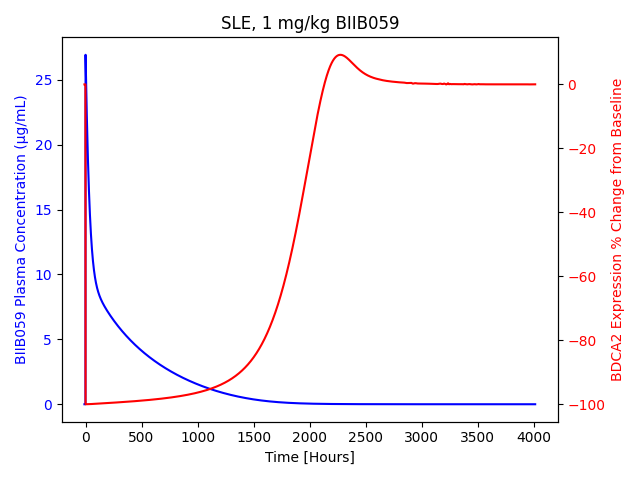 SLE, 1 mg/kg BIIB059
BIIB059 Plasma Concentration (μg/mL)
25
20
15
10
5
0
0
−20
−40
−60
−80
−100
BDCA2 Expression % Change from Baseline
0 500 1000 1500 2000 2500 3000 3500 4000
Time [Hours]